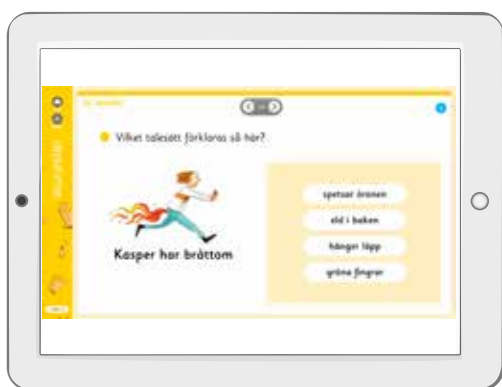 Vilket talesätt förklaras så här?
Kasper har bråttom
spetsar öronen
eld i baken
hänger läpp
gröna fingrar